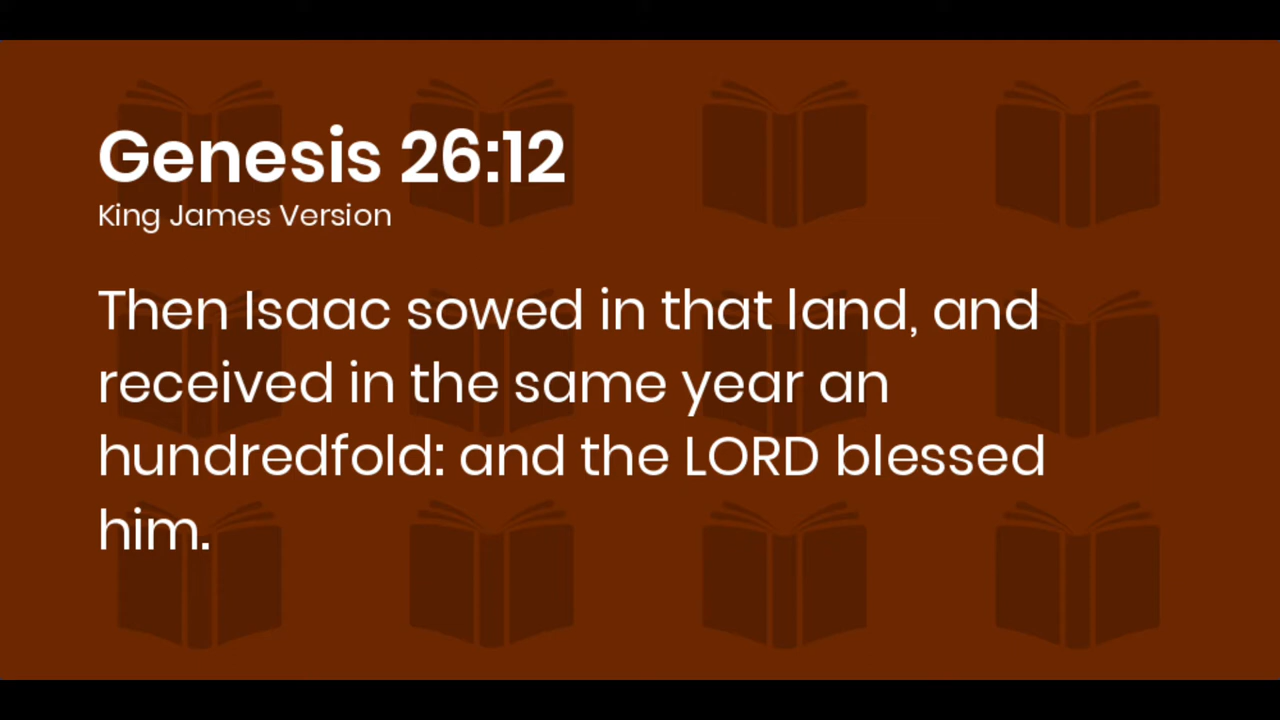 Genesis 26:12
King James Version
Then Isaac sowed in that land, and
received in the same year an
hundredfold: and the LORD blessed
him.